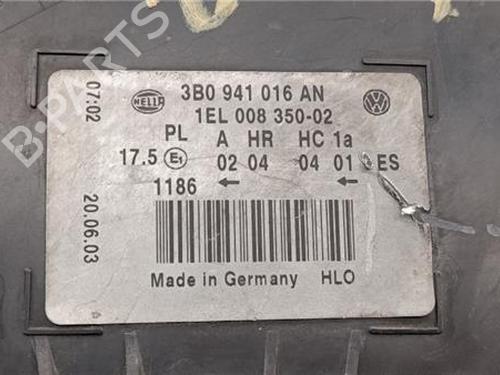 B-PARTS
HELLA
3B0 941 016 AN
1EL 008 350-02
PL A HR HC 1a
17.5 E1 02 04 04 01 ES
1186 ← ←
Made in Germany HLO
07:02
20.06.03